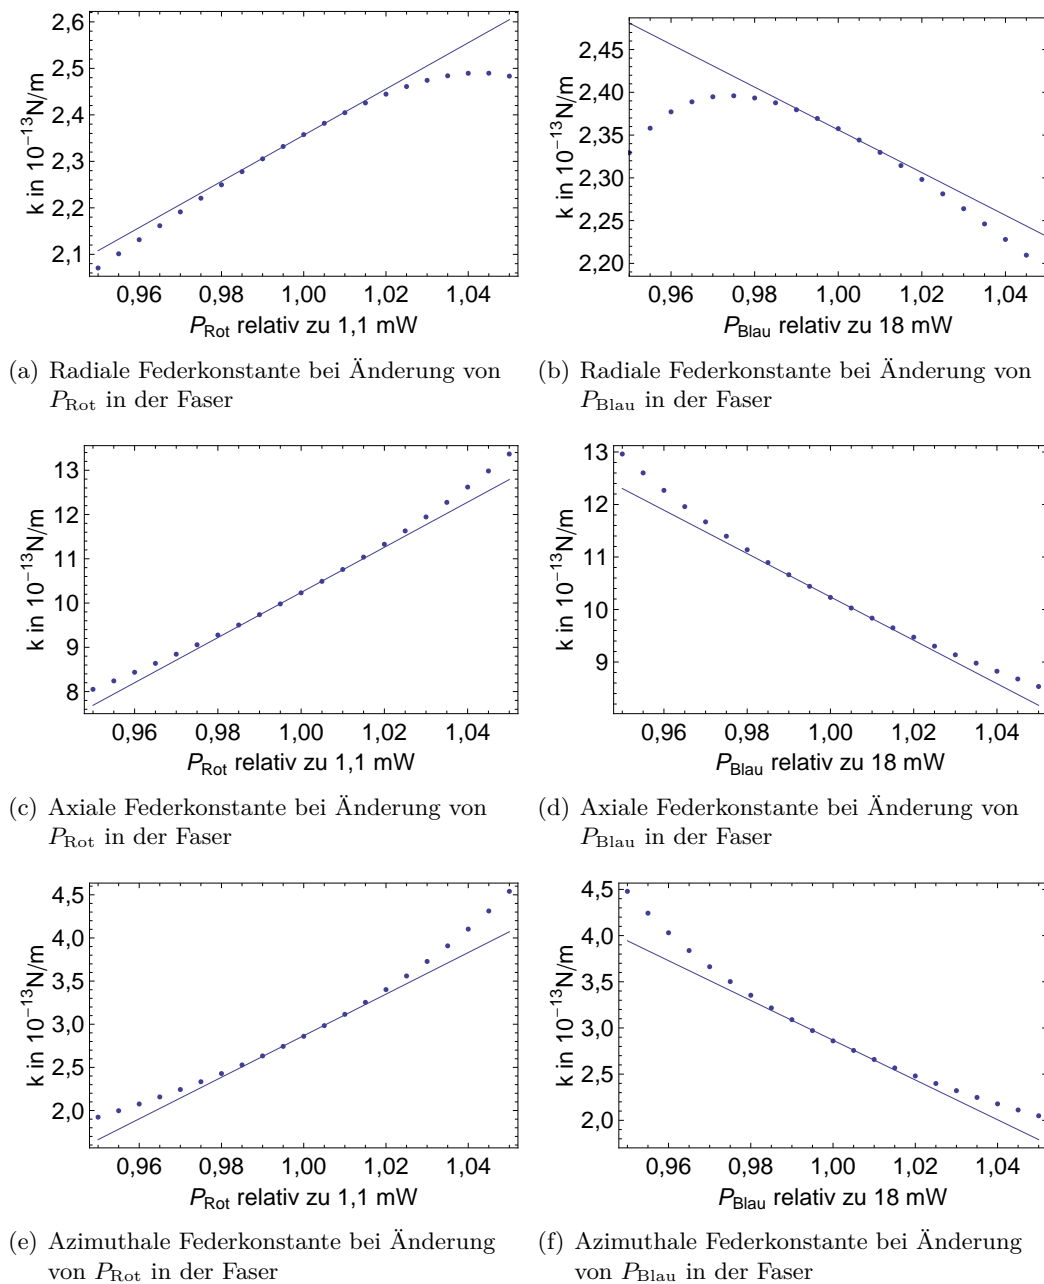 2,6
2,5
2,4
2,3
2,2
2,1
k in 10⁻¹³N/m
0,96 0,98 1,00 1,02 1,04
P_Rot relativ zu 1,1 mW
(a) Radiale Federkonstante bei Änderung von
P_Rot in der Faser
2,45
2,40
2,35
2,30
2,25
2,20
k in 10⁻¹³N/m
0,96 0,98 1,00 1,02 1,04
P_Blau relativ zu 18 mW
(b) Radiale Federkonstante bei Änderung von
P_Blau in der Faser
13
12
11
10
9
8
k in 10⁻¹³N/m
0,96 0,98 1,00 1,02 1,04
P_Rot relativ zu 1,1 mW
(c) Axiale Federkonstante bei Änderung von
P_Rot in der Faser
13
12
11
10
9
k in 10⁻¹³N/m
0,96 0,98 1,00 1,02 1,04
P_Blau relativ zu 18 mW
(d) Axiale Federkonstante bei Änderung von
P_Blau in der Faser
4,5
4,0
3,5
3,0
2,5
2,0
k in 10⁻¹³N/m
0,96 0,98 1,00 1,02 1,04
P_Rot relativ zu 1,1 mW
(e) Azimuthale Federkonstante bei Änderung
von P_Rot in der Faser
4,5
4,0
3,5
3,0
2,5
2,0
k in 10⁻¹³N/m
0,96 0,98 1,00 1,02 1,04
P_Blau relativ zu 18 mW
(f) Azimuthale Federkonstante bei Änderung
von P_Blau in der Faser